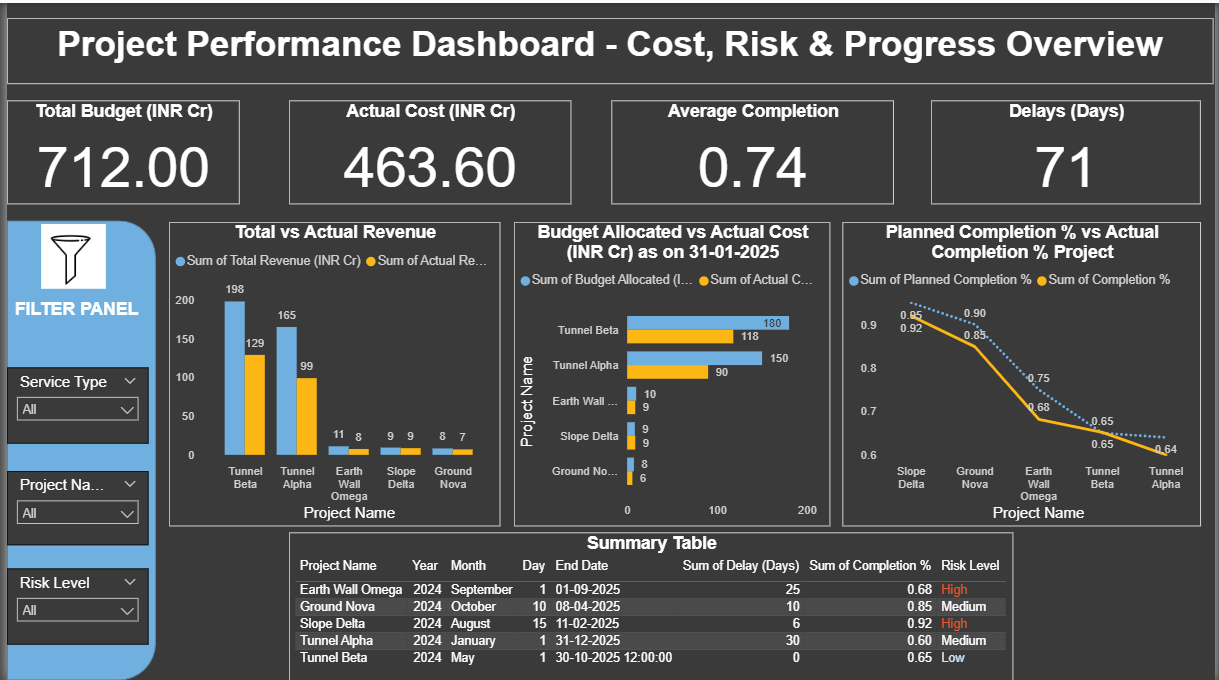 Project Performance Dashboard - Cost, Risk & Progress Overview
Total Budget (INR Cr)
712.00
Actual Cost (INR Cr)
463.60
Average Completion
0.74
Delays (Days)
71
FILTER PANEL
Service Type
All
Project Na...
All
Risk Level
All
Total vs Actual Revenue
Sum of Total Revenue (INR Cr) Sum of Actual Re...
200
150
100
50
0
198
129
165
99
11
8
9
9
8
7
Tunnel
Beta
Tunnel
Alpha
Earth
Wall
Omega
Slope
Delta
Ground
Nova
Project Name
Budget Allocated vs Actual Cost
(INR Cr) as on 31-01-2025
Sum of Budget Allocated (I... Sum of Actual C...
Project Name
Tunnel Beta
180
118
Tunnel Alpha
150
90
Earth Wall ...
10
9
Slope Delta
9
9
Ground No...
8
6
0 100 200
Planned Completion % vs Actual
Completion % Project
Sum of Planned Completion % Sum of Completion %
0.9
0.8
0.7
0.6
0.95
0.92
0.90
0.85
0.75
0.68
0.65
0.65
0.64
Slope
Delta
Ground
Nova
Earth
Wall
Omega
Tunnel
Beta
Tunnel
Alpha
Project Name
Summary Table
Project Name Year Month Day End Date Sum of Delay (Days) Sum of Completion % Risk Level
Earth Wall Omega 2024 September 1 01-09-2025 25 0.68 High
Ground Nova 2024 October 10 08-04-2025 10 0.85 Medium
Slope Delta 2024 August 15 11-02-2025 6 0.92 High
Tunnel Alpha 2024 January 1 31-12-2025 30 0.60 Medium
Tunnel Beta 2024 May 1 30-10-2025 12:00:00 0 0.65 Low